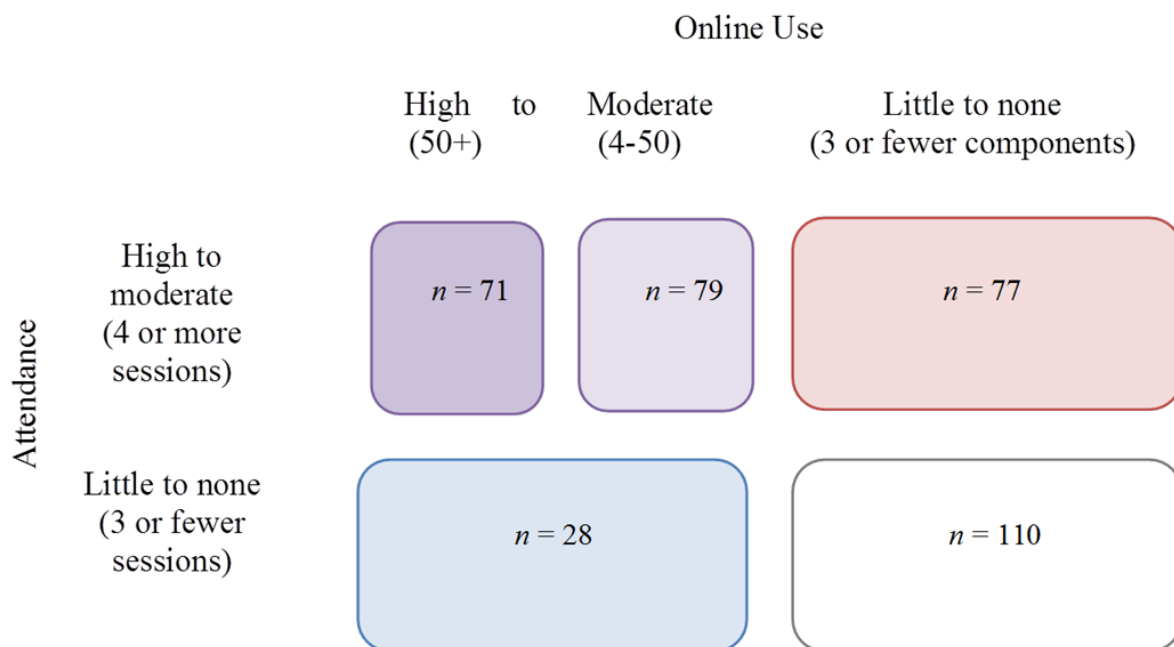 Online Use
High to Moderate
(50+) (4-50)
Little to none
(3 or fewer components)
Attendance
High to
moderate
(4 or more
sessions)
n = 71
n = 79
n = 77
Little to none
(3 or fewer
sessions)
n = 28
n = 110